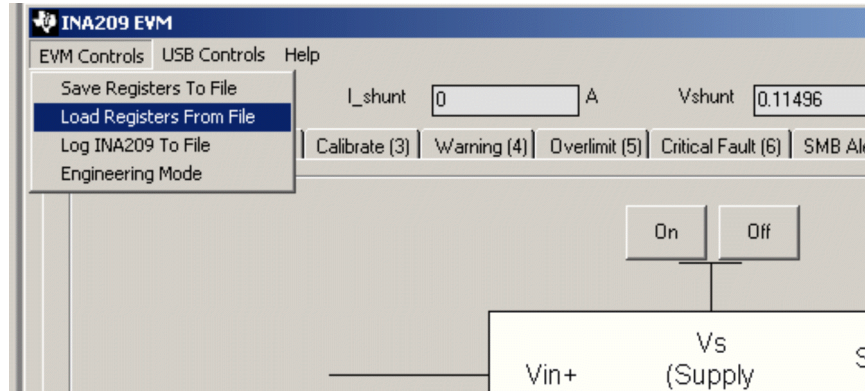 INA209 EVM
EVM Controls USB Controls Help
Save Registers To File
Load Registers From File
Log INA209 To File
Engineering Mode
I_shunt 0 A Vshunt 0.11496
Calibrate (3) Warning (4) Overlimit (5) Critical Fault (6) SMB Ale
On Off
Vs
Vin+ (Supply S